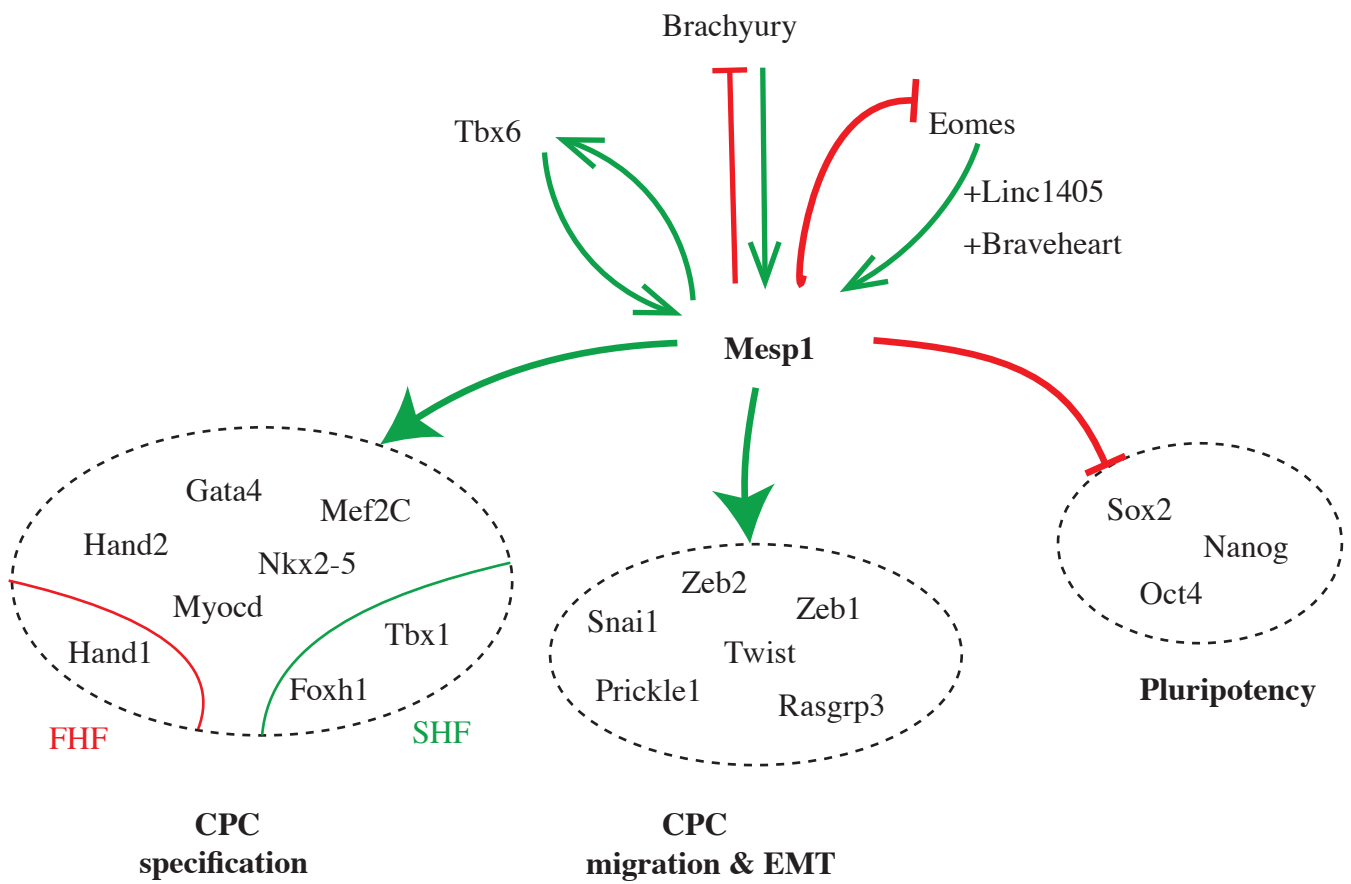 Brachyury
Tbx6
Eomes
+Linc1405
+Braveheart
Mesp1
Gata4
Mef2C
Hand2
Nkx2-5
Myocd
Hand1
Tbx1
Foxh1
FHF
SHF
CPC
specification
Zeb2
Zeb1
Snai1
Twist
Prickle1
Rasgrp3
CPC
migration & EMT
Sox2
Nanog
Oct4
Pluripotency